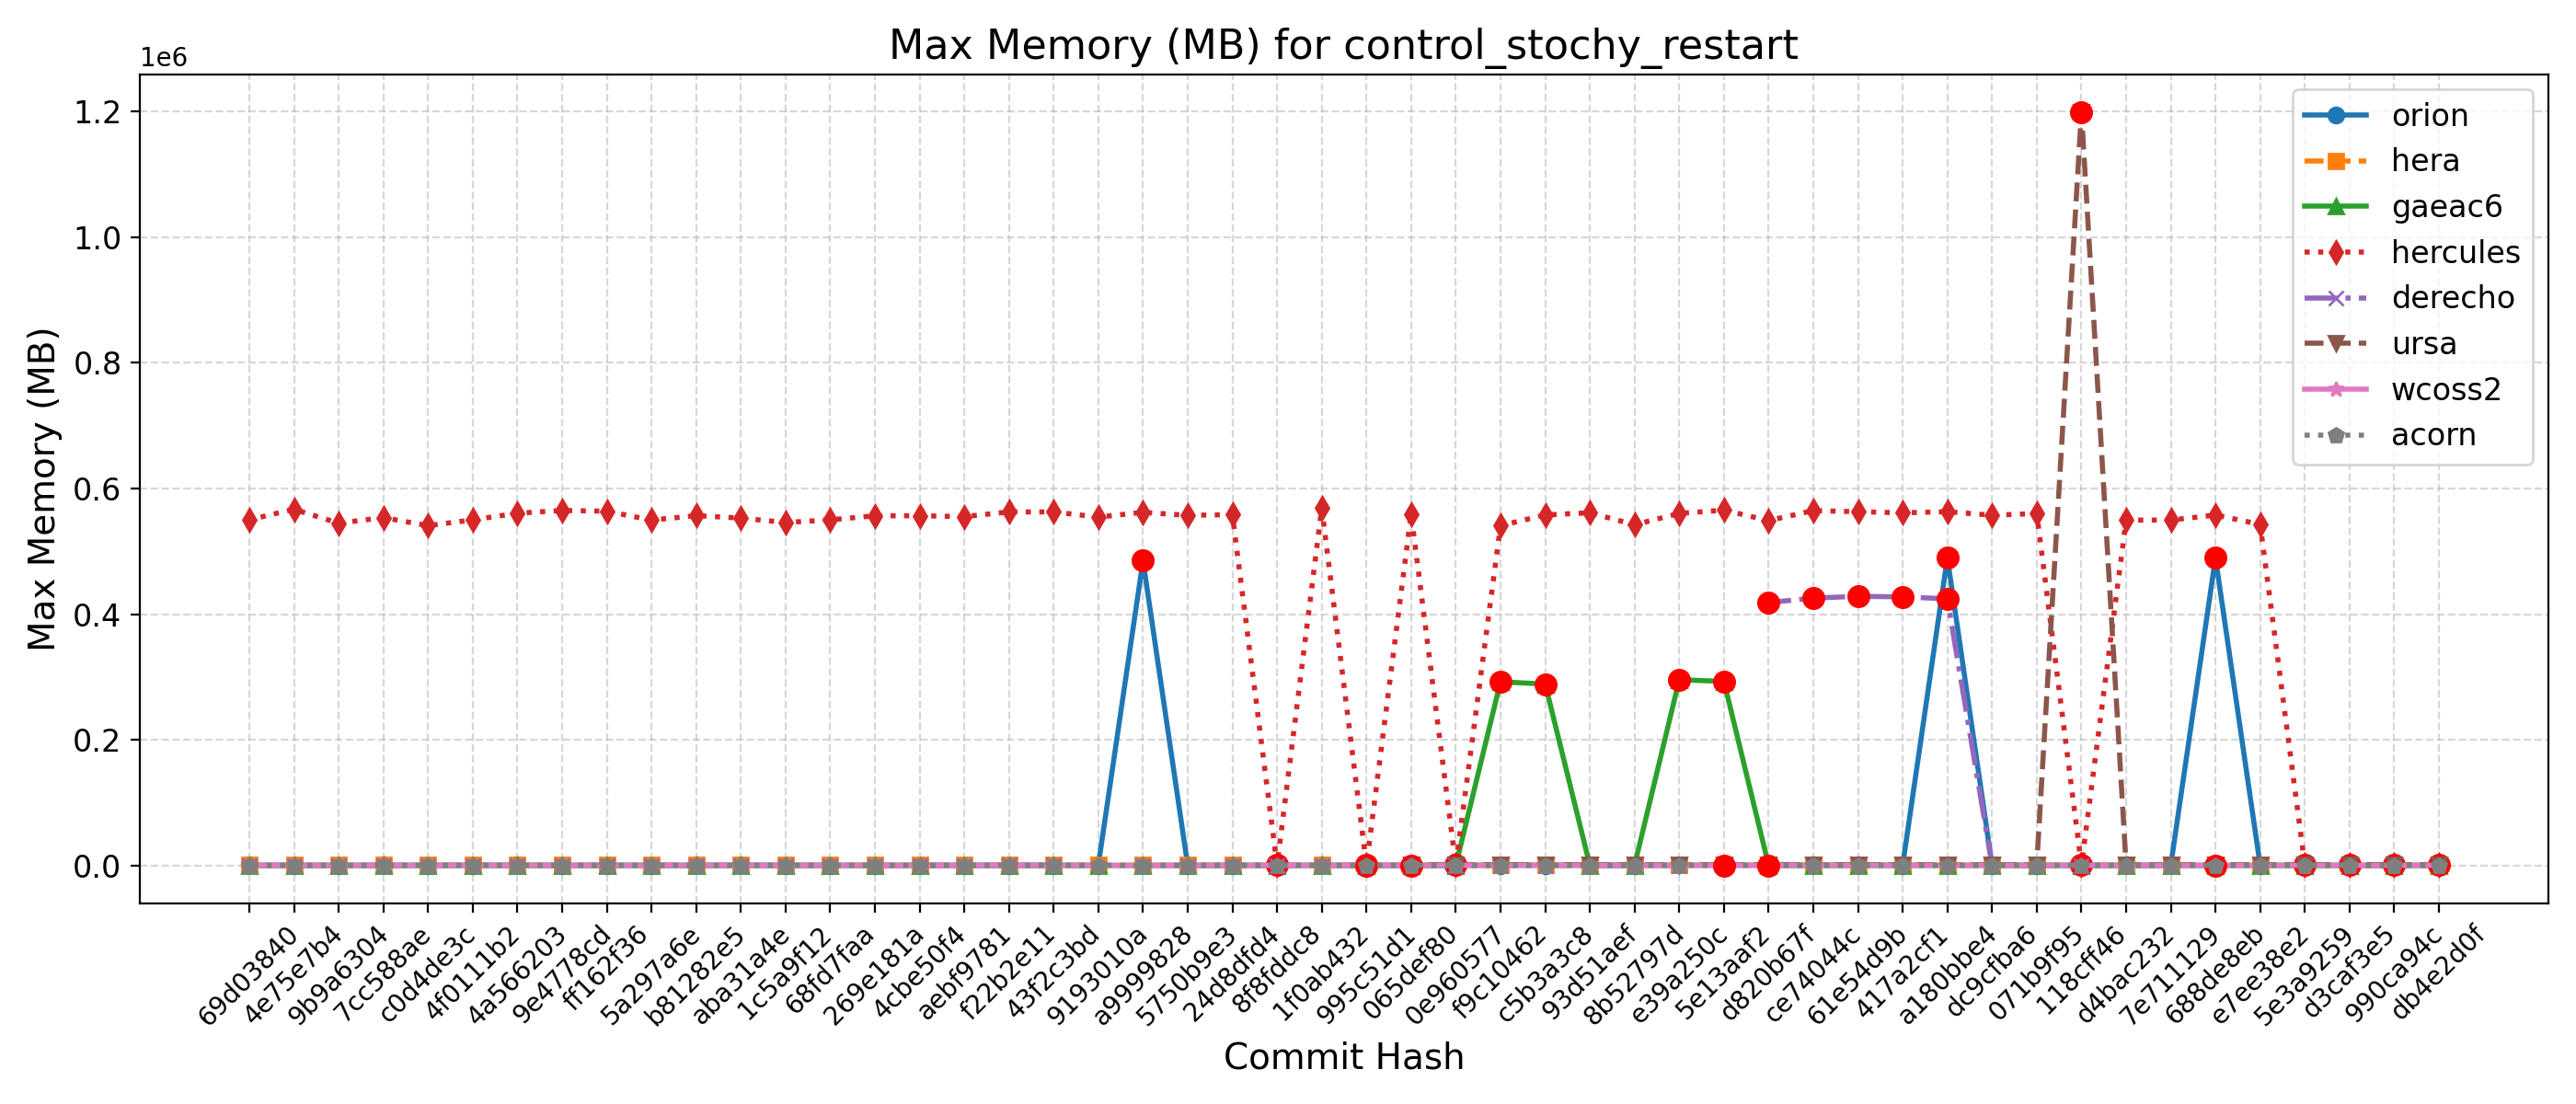 Max Memory (MB) for control_stochy_restart
1e6
1.2
1.0
0.8
0.6
0.4
0.2
0.0
Max Memory (MB)
orion
hera
gaeac6
hercules
derecho
ursa
wcoss2
acorn
69d03840
4e75e7b4
9b9a6304
7cc588ae
c0d4de3c
4f0111b2
4a566203
9e4778cd
ff162f36
5a297a6e
b81282e5
aba31a4e
1c5a9f12
68fd7faa
269e181a
4cbe50f4
aebf9781
f22b2e11
43f2c3bd
9193010a
a9999828
5750b9e3
24d8dfd4
8f8fddc8
1f0ab432
995c51d1
065def80
0e960577
f9c10462
c5b3a3c8
93d51aef
8b52797d
e39a250c
5e13aaf2
d820b67f
ce74044c
61e54d9b
417a2cf1
a180bbe4
dc9cfba6
071b9f95
118cff46
d4bac232
7e711129
688de8eb
e7ee38e2
5e3a9259
d3caf3e5
990ca94c
db4e2d0f
Commit Hash